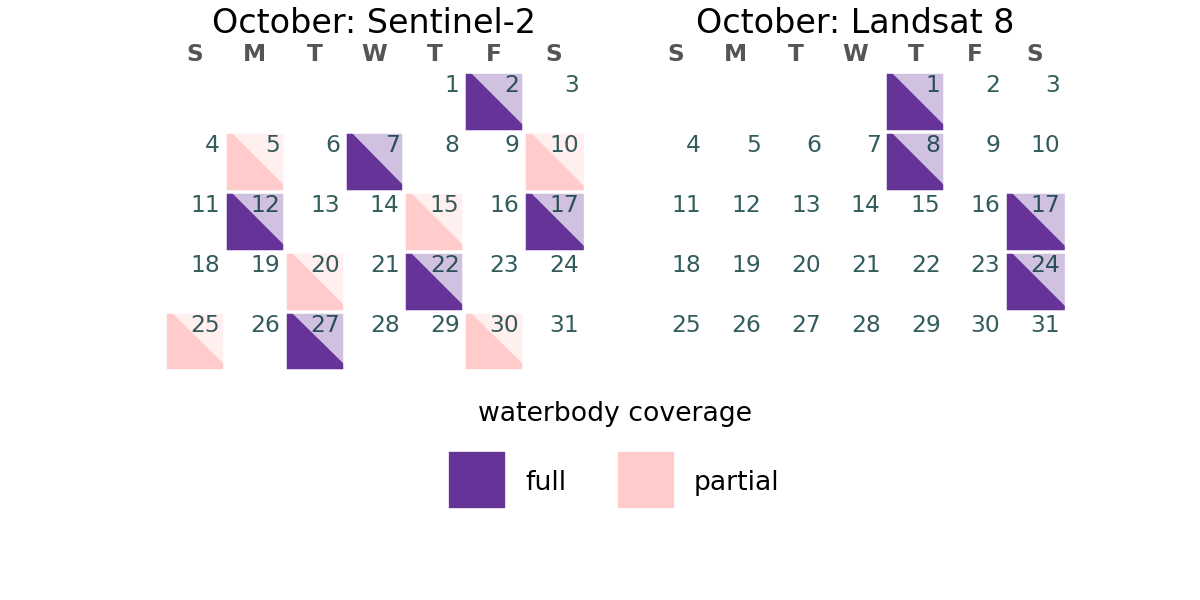 October: Sentinel-2
S M T W T F S
1 2 3
4 5 6 7 8 9 10
11 12 13 14 15 16 17
18 19 20 21 22 23 24
25 26 27 28 29 30 31
October: Landsat 8
S M T W T F S
1 2 3
4 5 6 7 8 9 10
11 12 13 14 15 16 17
18 19 20 21 22 23 24
25 26 27 28 29 30 31
waterbody coverage
full
partial